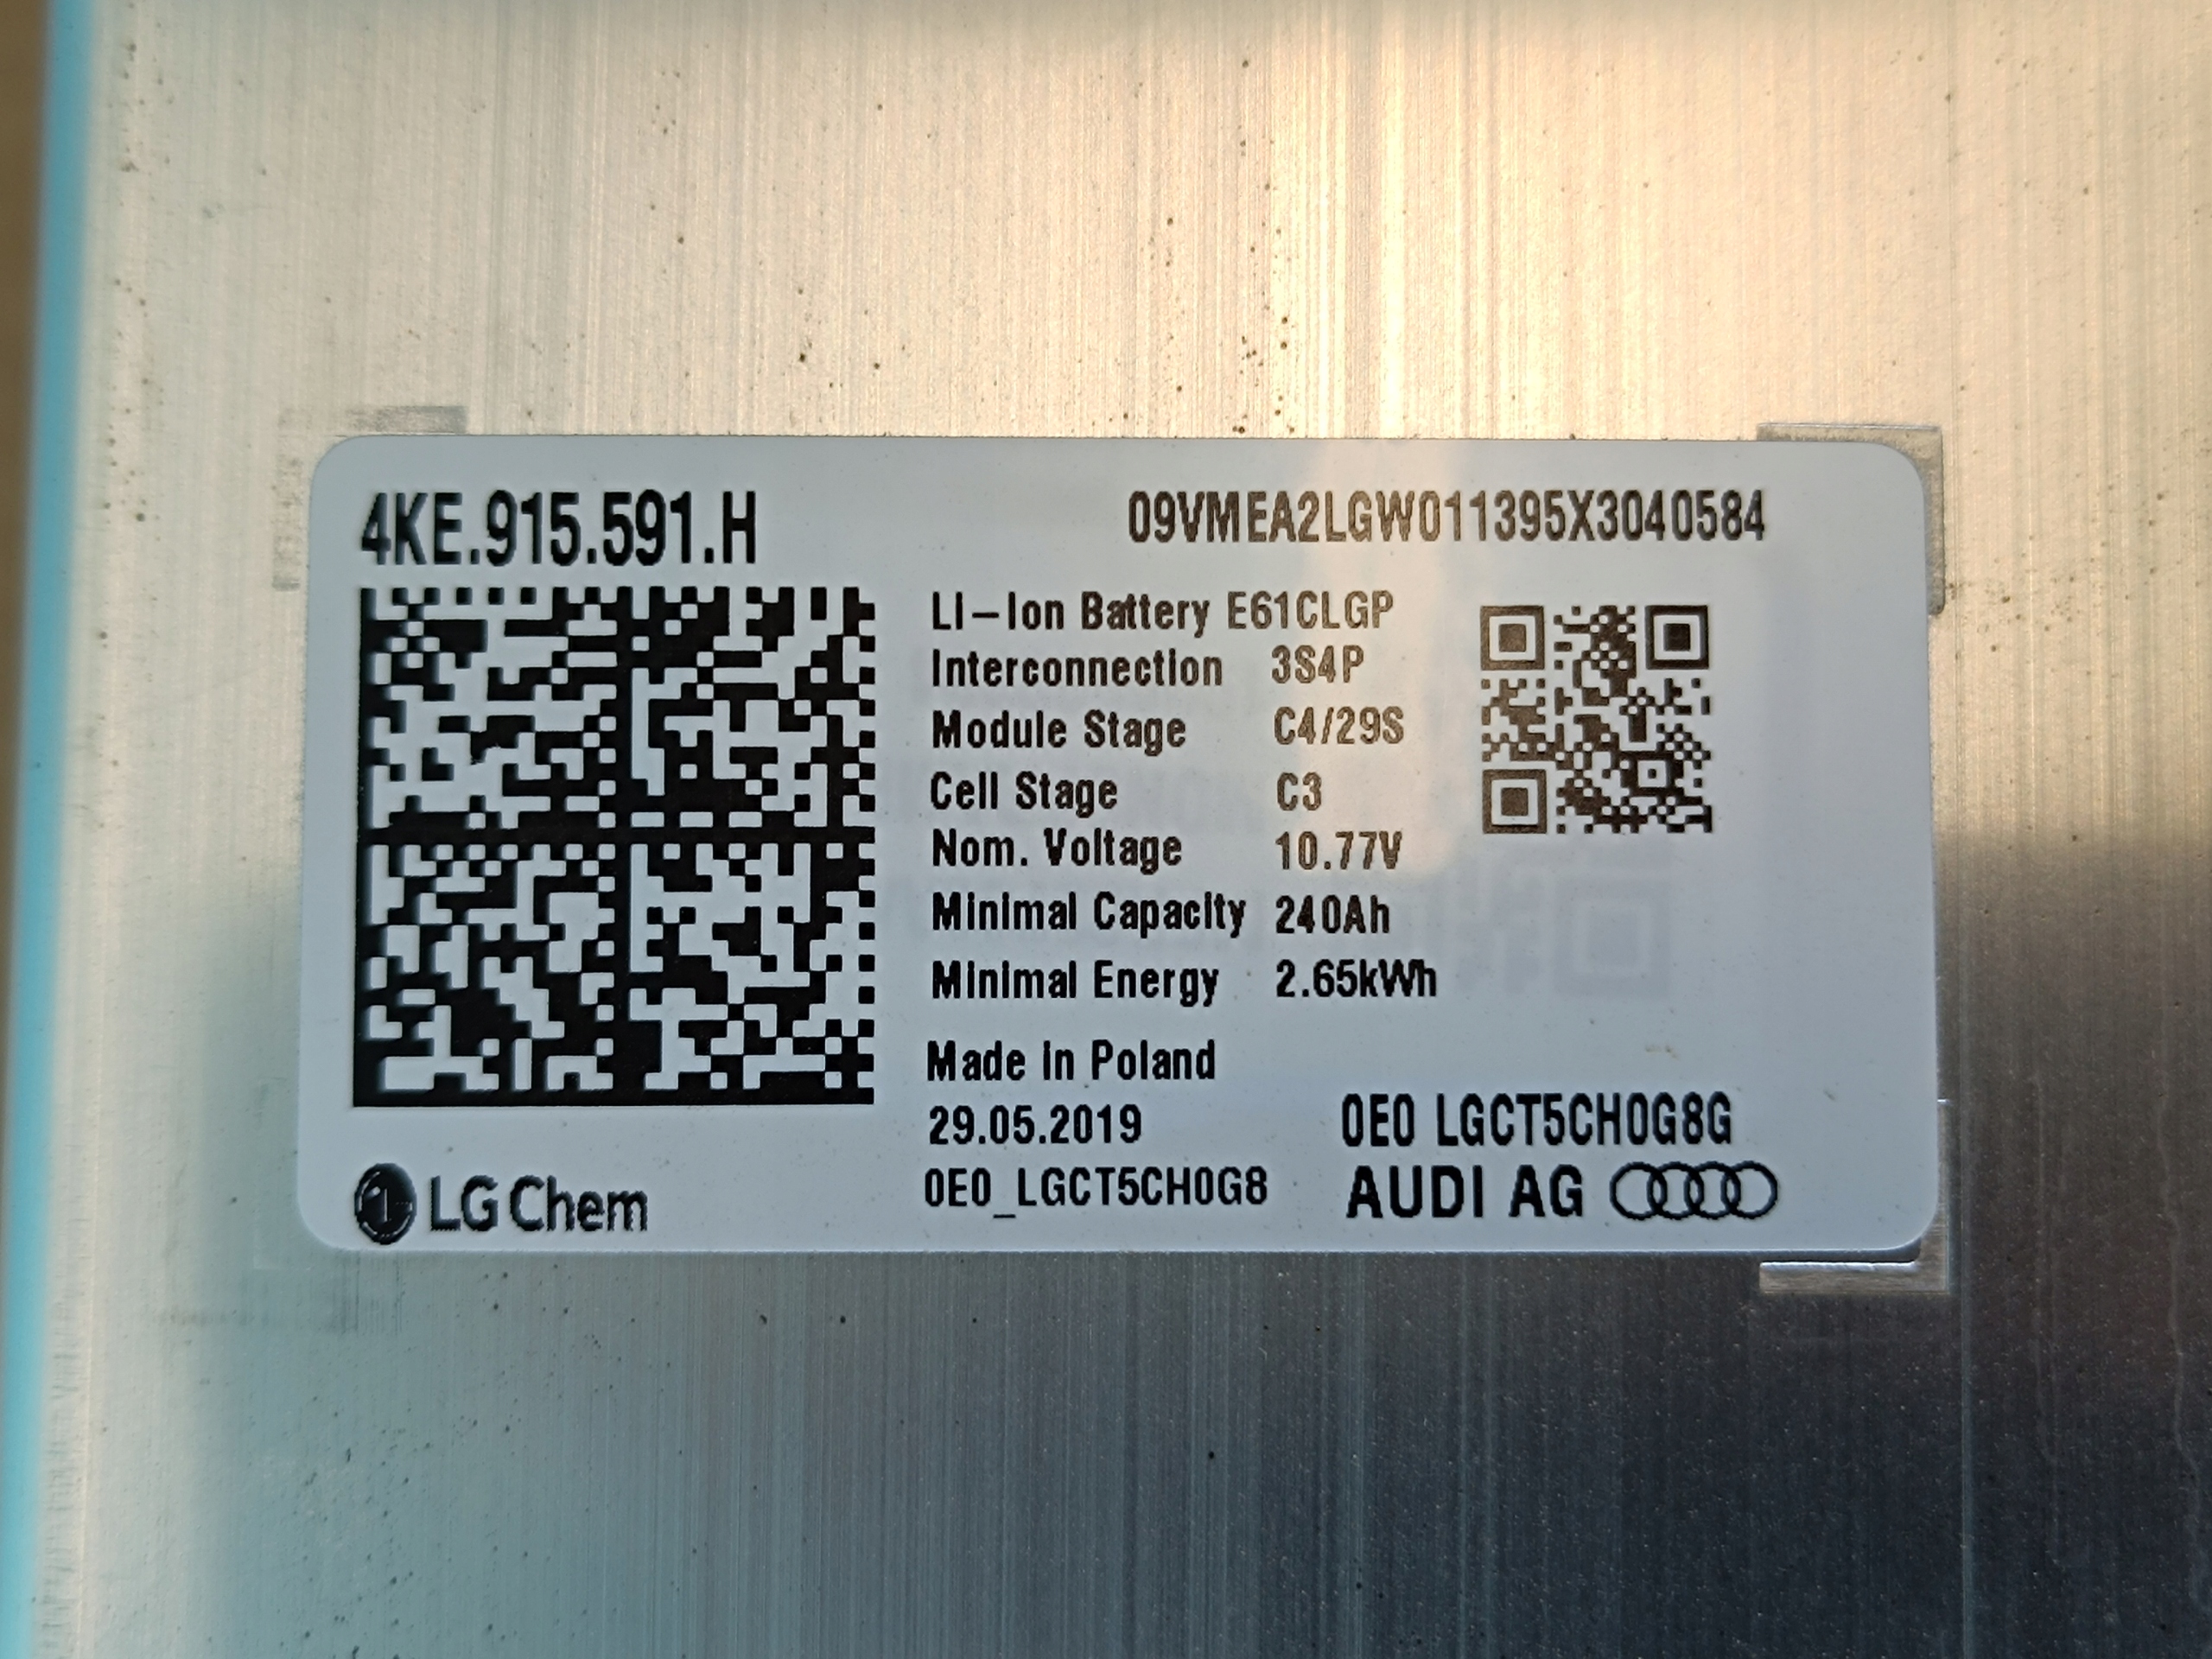 4KE.915.591.H
09VMEA2LGW011395X3040584
LI-Ion Battery E61CLGP
Interconnection 3S4P
Module Stage C4/29S
Cell Stage C3
Nom. Voltage 10.77V
Minimal Capacity 240Ah
Minimal Energy 2.65kWh
Made in Poland
29.05.2019
0E0 LGCT5CH0G8G
0E0_LGCT5CH0G8
AUDI AG
LG Chem